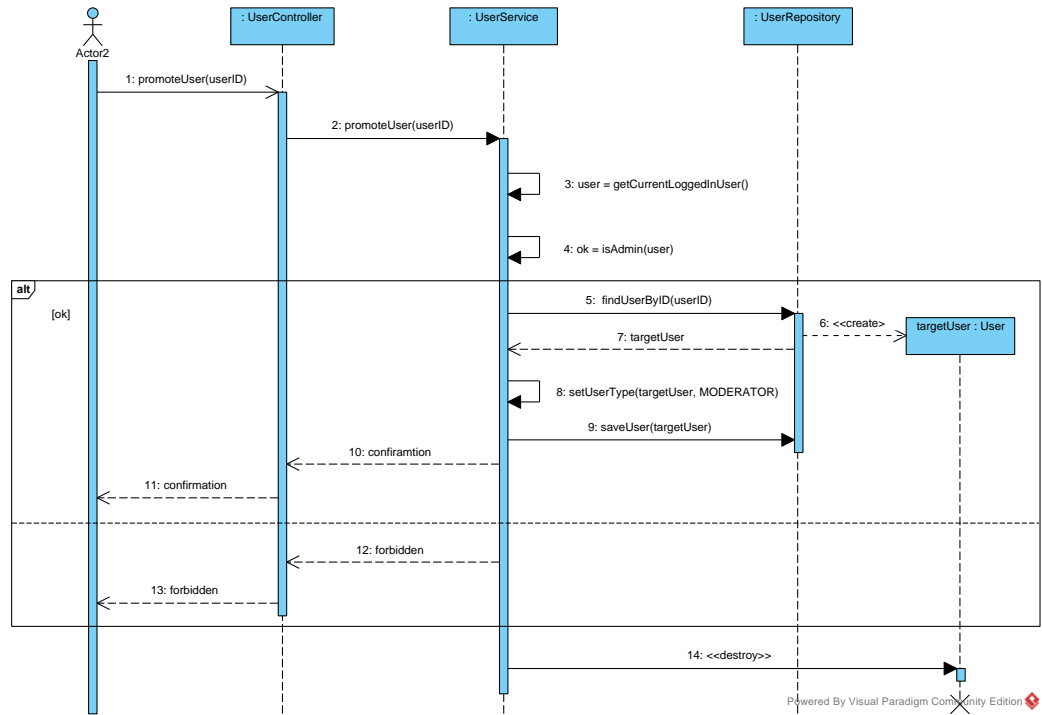 : UserController
: UserService
: UserRepository
Actor2
1: promoteUser(userID)
2: promoteUser(userID)
3: user = getCurrentLoggedInUser()
4: ok = isAdmin(user)
alt
[ok]
5: findUserByID(userID)
6: <<create>
targetUser : User
7: targetUser
8: setUserType(targetUser, MODERATOR)
9: saveUser(targetUser)
10: confiramtion
11: confirmation
12: forbidden
13: forbidden
14: <<destroy>>
Powered By Visual Paradigm Community Edition